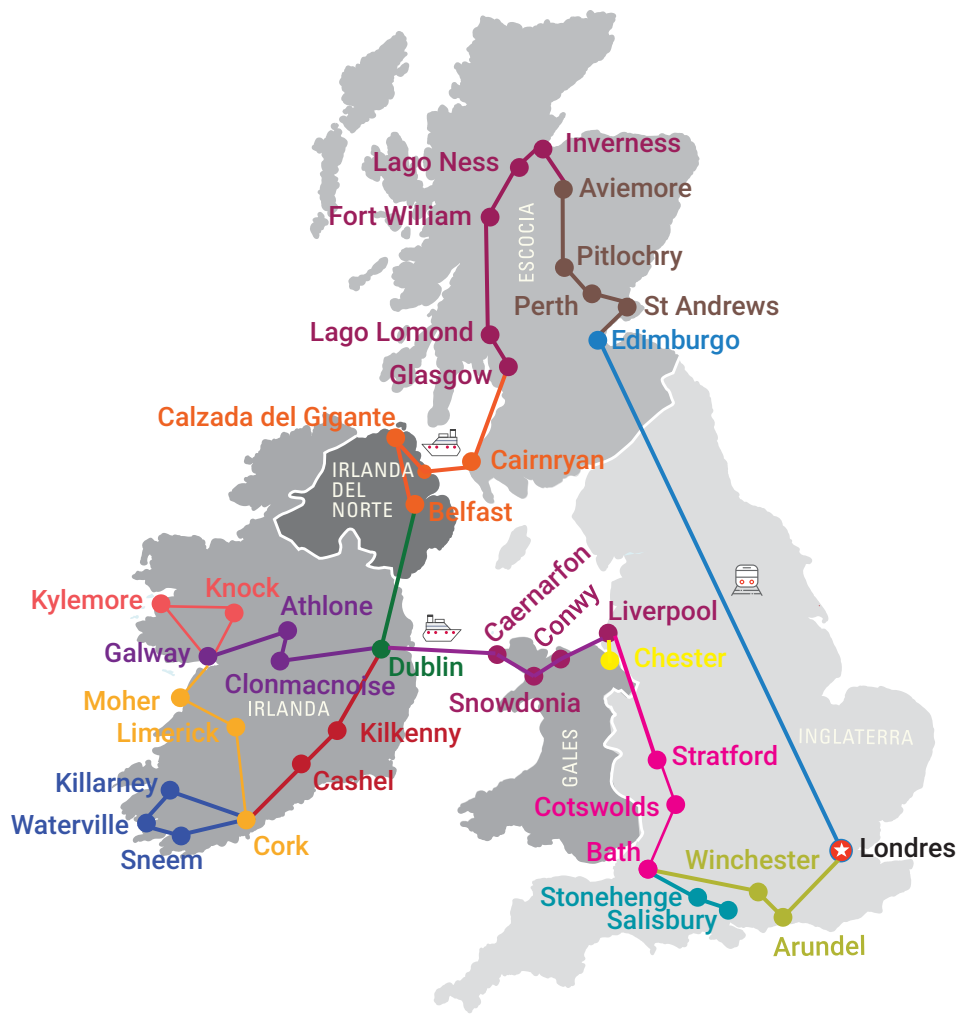 Inverness
Lago Ness
Aviemore
Fort William
ESCOCIA
Pitlochry
Perth
St Andrews
Lago Lomond
Edimburgo
Glasgow
Calzada del Gigante
Cairnryan
IRLANDA
DEL
NORTE
Belfast
Kylemore
Knock
Athlone
Caernarfon
Conwy
Liverpool
Galway
Dublin
Chester
Clonmacnoise
Moher
IRLANDA
Snowdonia
Limerick
Kilkenny
GALES
INGLATERRA
Stratford
Killarney
Cashel
Cotswolds
Waterville
Sneem
Cork
Bath
Winchester
Londres
Stonehenge
Salisbury
Arundel